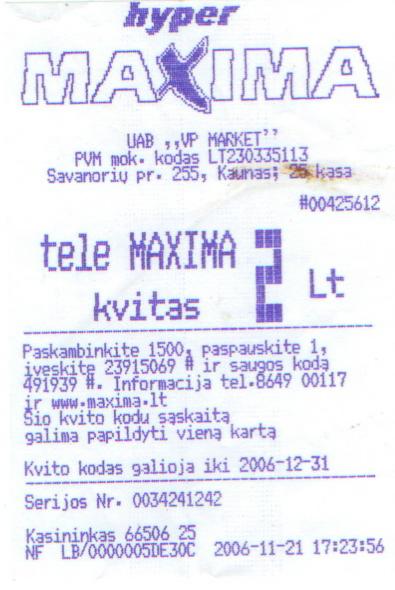 hyper
MAXIMA
UAB ,,VP MARKET''
PVM mok. kodas LT230335113
Savanorių pr. 255, Kaunas; 25 kasa
#00425612
tele MAXIMA 2 Lt
kvitas
Paskambinkite 1500, paspauskite 1,
įveskite 23915069 # ir saugos kodą
491939 #. Informacija tel.8649 00117
ir www.maxima.lt
Šio kvito kodu sąskaitą
galima papildyti vieną kartą
Kvito kodas galioja iki 2006-12-31
Serijos Nr. 0034241242
Kasininkas 66506 25
NF LB/0000005DE30C 2006-11-21 17:23:56